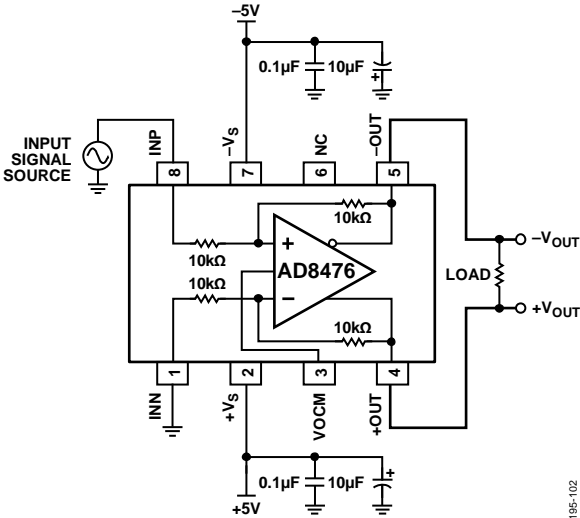 –5V
0.1µF
10µF
+
INPUT
SIGNAL
SOURCE
INP
–VS
NC
–OUT
8
7
6
5
10kΩ
10kΩ
+
AD8476
10kΩ
–
10kΩ
–VOUT
LOAD
+VOUT
1
2
3
4
INN
+VS
VOCM
+OUT
0.1µF
10µF
+
+5V
195-102